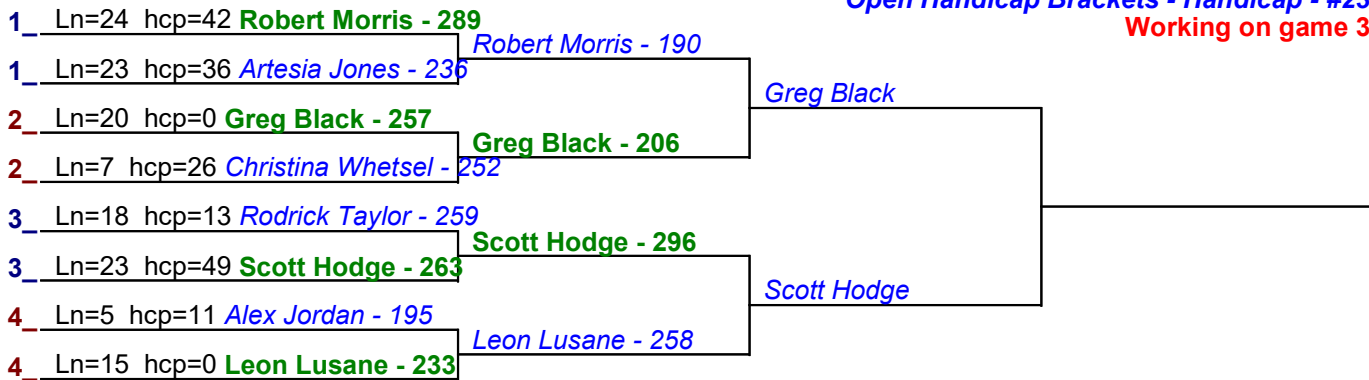 Open Handicap Brackets - Handicap - #23
Working on game 3
1_ Ln=24 hcp=42 Robert Morris - 289
Robert Morris - 190
1_ Ln=23 hcp=36 Artesia Jones - 236
Greg Black
2_ Ln=20 hcp=0 Greg Black - 257
Greg Black - 206
2_ Ln=7 hcp=26 Christina Whetsel - 252
3_ Ln=18 hcp=13 Rodrick Taylor - 259
Scott Hodge - 296
3_ Ln=23 hcp=49 Scott Hodge - 263
Scott Hodge
4_ Ln=5 hcp=11 Alex Jordan - 195
Leon Lusane - 258
4_ Ln=15 hcp=0 Leon Lusane - 233